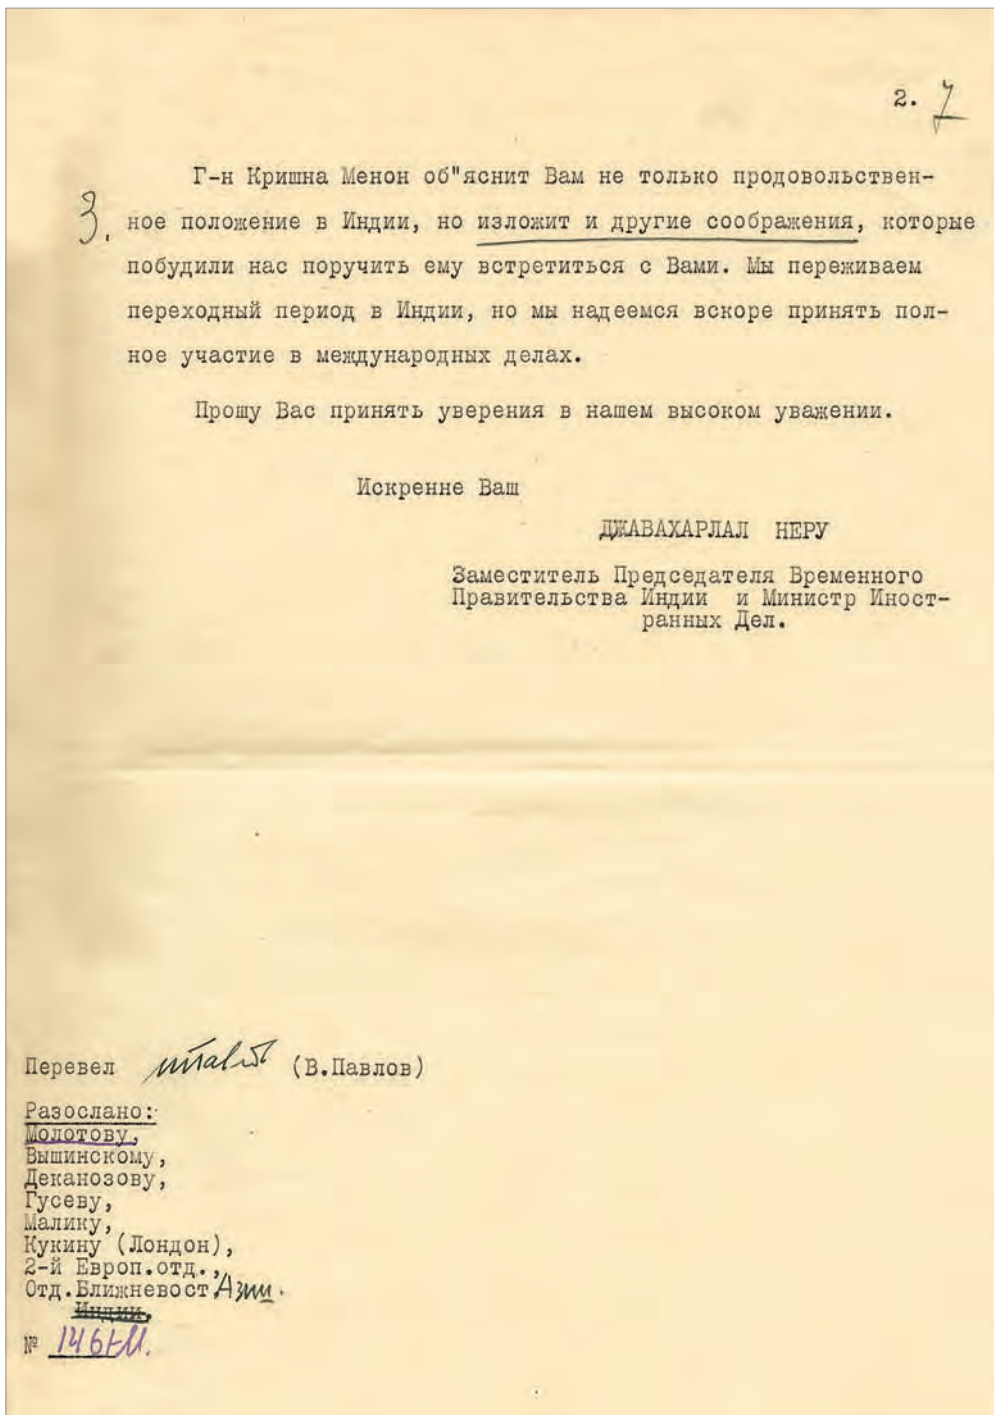 2. 7
Г-н Кришна Менон об"яснит Вам не только продовольствен-
3. ное положение в Индии, но изложит и другие соображения, которые
побудили нас поручить ему встретиться с Вами. Мы переживаем
переходный период в Индии, но мы надеемся вскоре принять пол-
ное участие в международных делах.
Прошу Вас принять уверения в нашем высоком уважении.
Искренне Ваш
ДЖАВАХАРЛАЛ НЕРУ
Заместитель Председателя Временного
Правительства Индии и Министр Иност-
ранных Дел.
Перевел (В.Павлов)
Разослано:
Молотову,
Вышинскому,
Деканозову,
Гусеву,
Малику,
Кукину (Лондон),
2-й Европ.отд.,
Отд.Ближневост.Азии.
Индии.
№